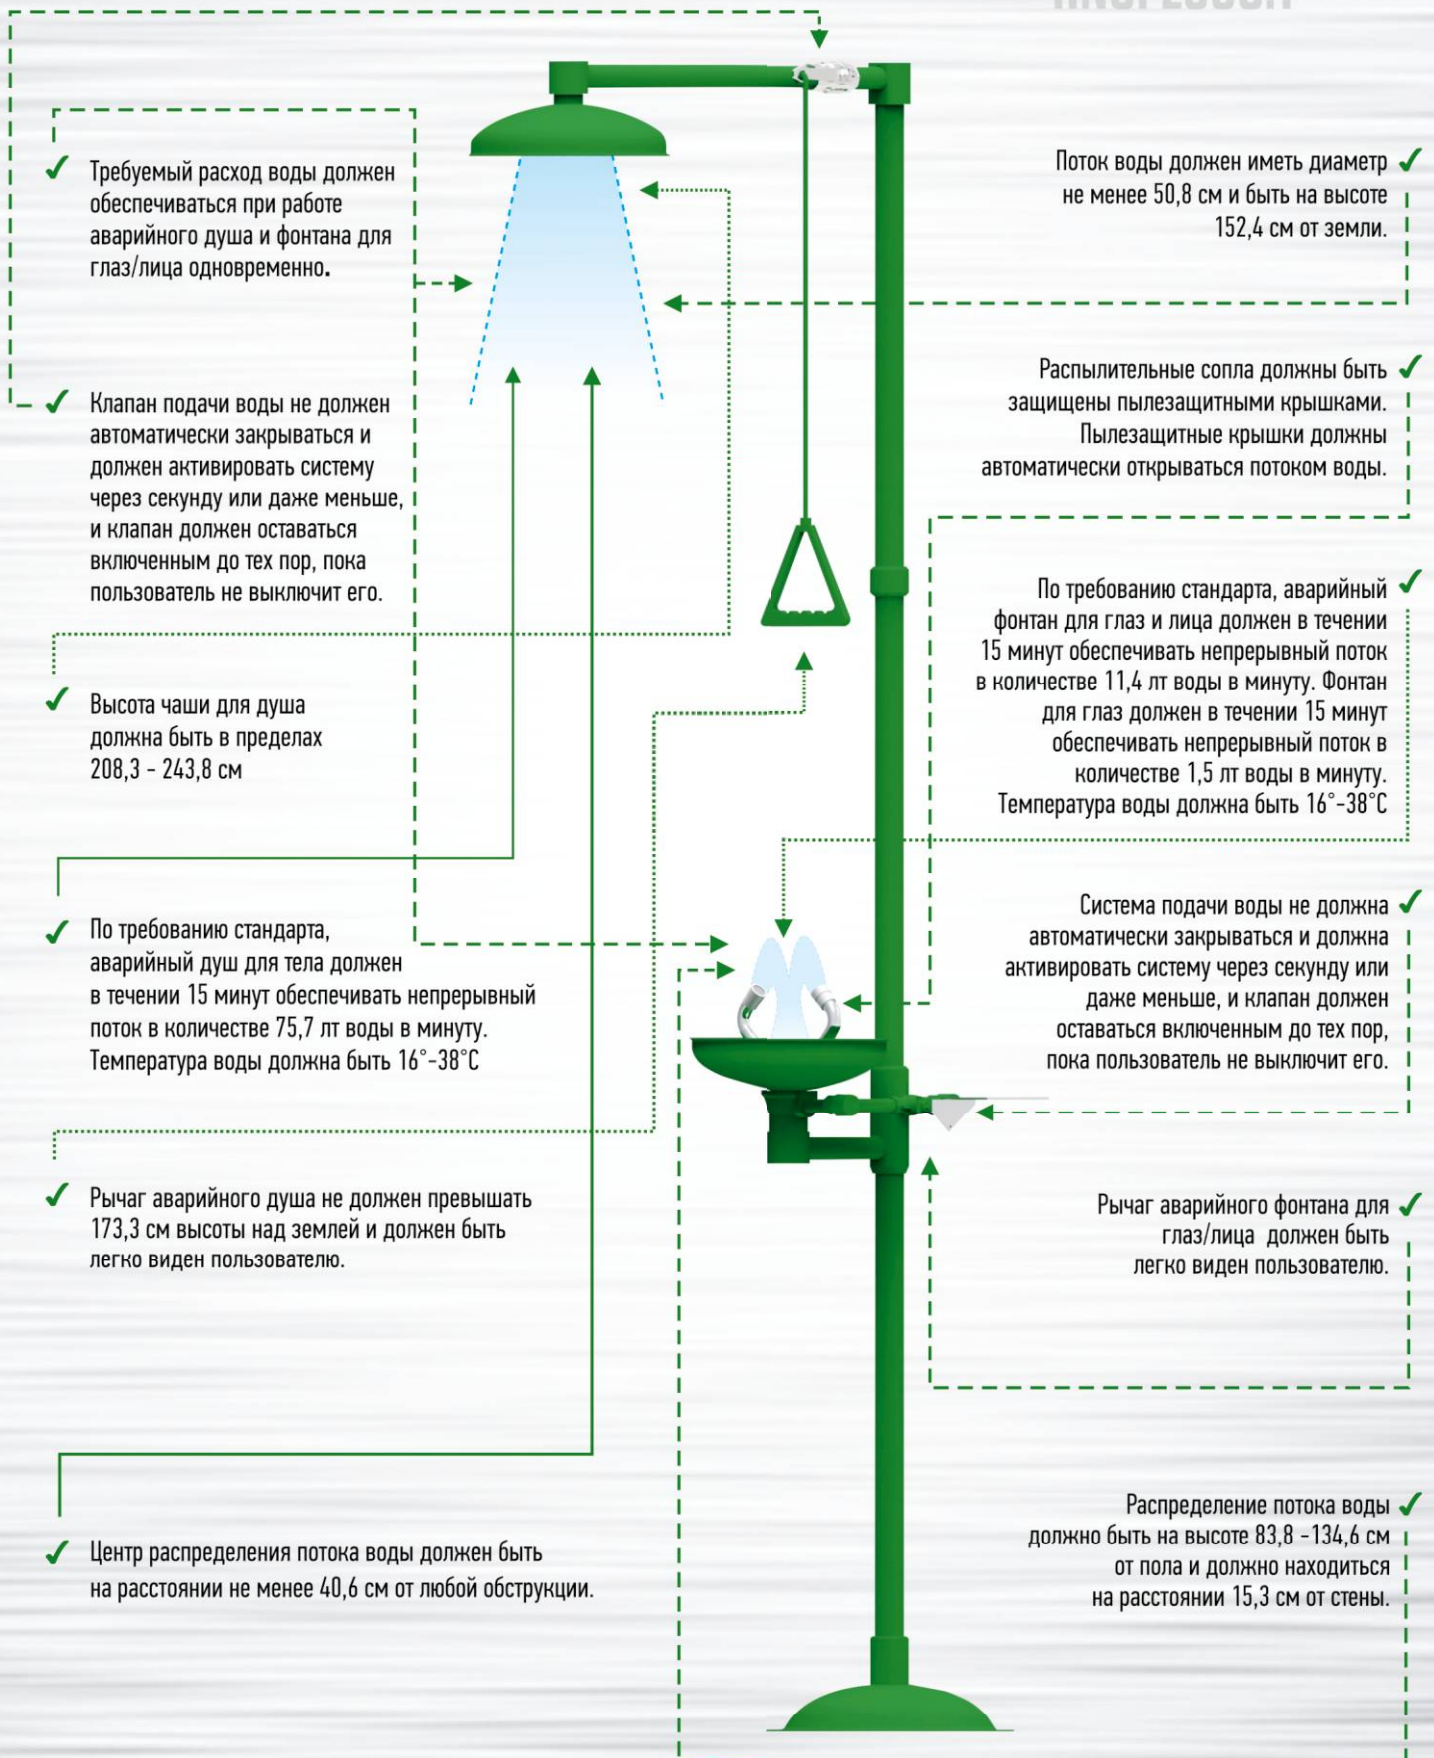 Требуемый расход воды должен
обеспечиваться при работе
аварийного душа и фонтана для
глаз/лица одновременно.
Клапан подачи воды не должен
автоматически закрываться и
должен активировать систему
через секунду или даже меньше,
и клапан должен оставаться
включенным до тех пор, пока
пользователь не выключит его.
Высота чаши для душа
должна быть в пределах
208,3 - 243,8 см
По требованию стандарта,
аварийный душ для тела должен
в течении 15 минут обеспечивать непрерывный
поток в количестве 75,7 лт воды в минуту.
Температура воды должна быть 16°-38°C
Рычаг аварийного душа не должен превышать
173,3 см высоты над землей и должен быть
легко виден пользователю.
Центр распределения потока воды должен быть
на расстоянии не менее 40,6 см от любой обструкции.
Поток воды должен иметь диаметр
не менее 50,8 см и быть на высоте
152,4 см от земли.
Распылительные сопла должны быть
защищены пылезащитными крышками.
Пылезащитные крышки должны
автоматически открываться потоком воды.
По требованию стандарта, аварийный
фонтан для глаз и лица должен в течении
15 минут обеспечивать непрерывный поток
в количестве 11,4 лт воды в минуту. Фонтан
для глаз должен в течении 15 минут
обеспечивать непрерывный поток в
количестве 1,5 лт воды в минуту.
Температура воды должна быть 16°-38°C
Система подачи воды не должна
автоматически закрываться и должна
активировать систему через секунду или
даже меньше, и клапан должен
оставаться включенным до тех пор,
пока пользователь не выключит его.
Рычаг аварийного фонтана для
глаз/лица должен быть
легко виден пользователю.
Распределение потока воды
должно быть на высоте 83,8 -134,6 см
от пола и должно находиться
на расстоянии 15,3 см от стены.